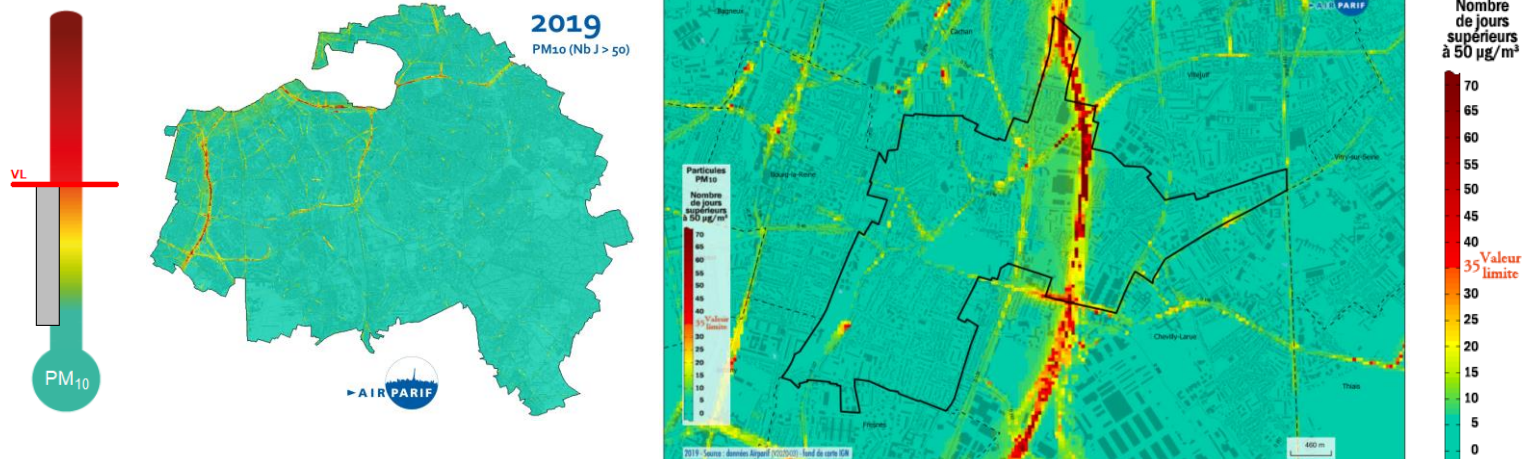 VL
PM10
2019
PM10 (Nb J > 50)
AIRPARIF
AIRPARIF
Bagneux
Cachan
Villejuif
Vitry-sur-Seine
Bourg-la-Reine
Chevilly-Larue
Thiais
Fresnes
Particules
PM10
Nombre
de jours
supérieurs
à 50 µg/m³
70
65
60
55
50
45
40
35 Valeur
limite
30
25
20
15
10
5
0
460 m
2019 - Source : données Airparif - fond de carte IGN
Nombre
de jours
supérieurs
à 50 µg/m³
70
65
60
55
50
45
40
35 Valeur
limite
30
25
20
15
10
5
0